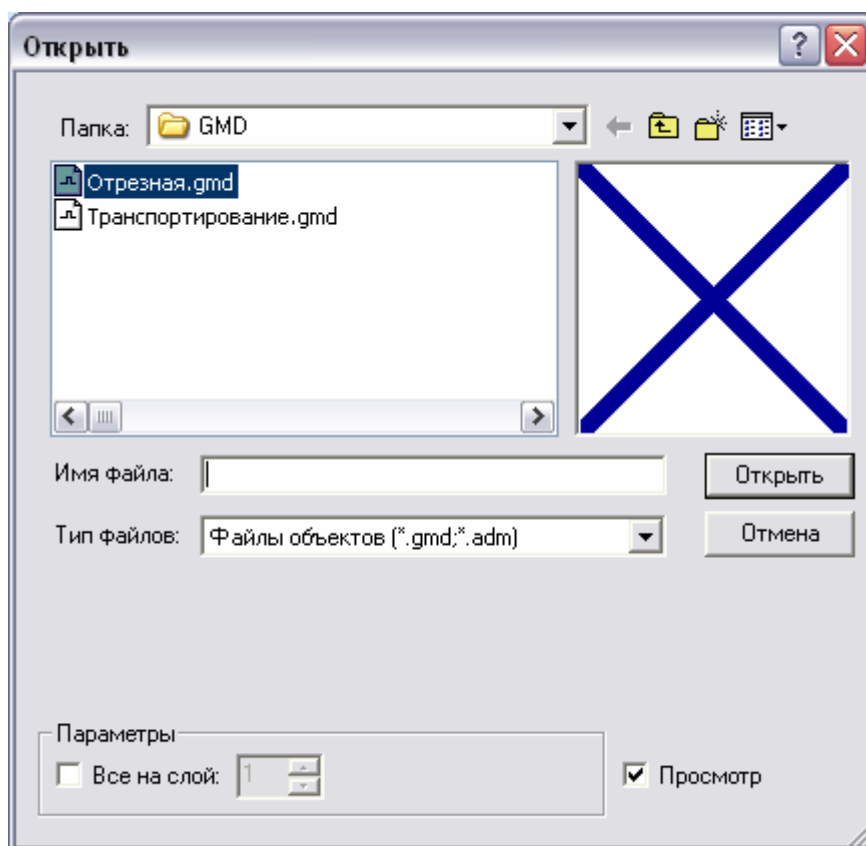 Открыть
Папка: GMD
Отрезная.gmd
Транспортирование.gmd
Имя файла: Открыть
Тип файлов: Файлы объектов (*.gmd;*.adm) Отмена
Параметры
Все на слой: 1 Просмотр